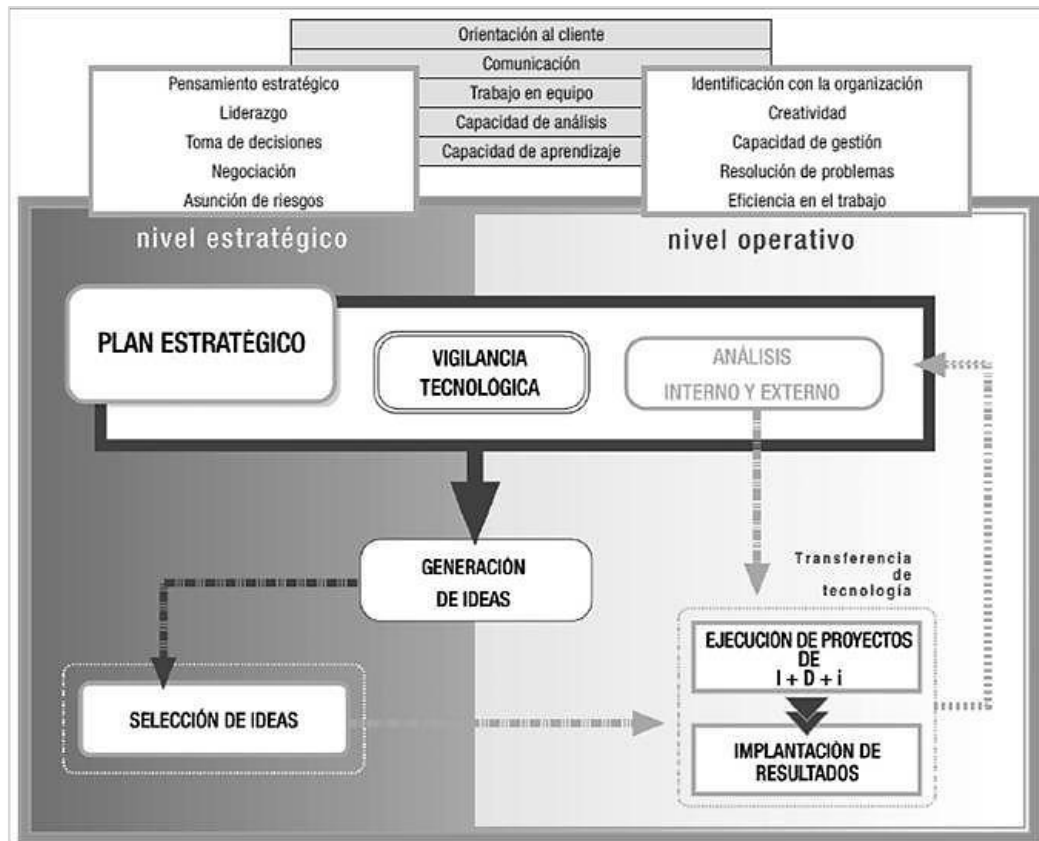 Orientación al cliente
Comunicación
Trabajo en equipo
Capacidad de análisis
Capacidad de aprendizaje
Pensamiento estratégico
Liderazgo
Toma de decisiones
Negociación
Asunción de riesgos
Identificación con la organización
Creatividad
Capacidad de gestión
Resolución de problemas
Eficiencia en el trabajo
nivel estratégico
nivel operativo
PLAN ESTRATÉGICO
VIGILANCIA
TECNOLÓGICA
ANÁLISIS
INTERNO Y EXTERNO
GENERACIÓN
DE IDEAS
Transferencia
de
tecnología
SELECCIÓN DE IDEAS
EJECUCIÓN DE PROYECTOS
DE
I + D + i
IMPLANTACIÓN DE
RESULTADOS